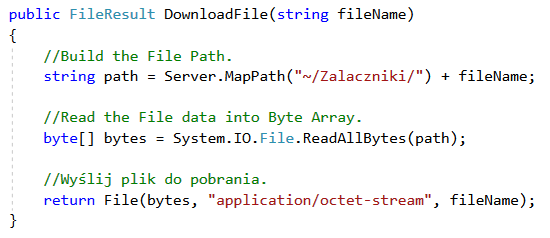 public FileResult DownloadFile(string fileName)
{
//Build the File Path.
string path = Server.MapPath("~/Zalaczniki/") + fileName;
//Read the File data into Byte Array.
byte[] bytes = System.IO.File.ReadAllBytes(path);
//Wyślij plik do pobrania.
return File(bytes, "application/octet-stream", fileName);
}